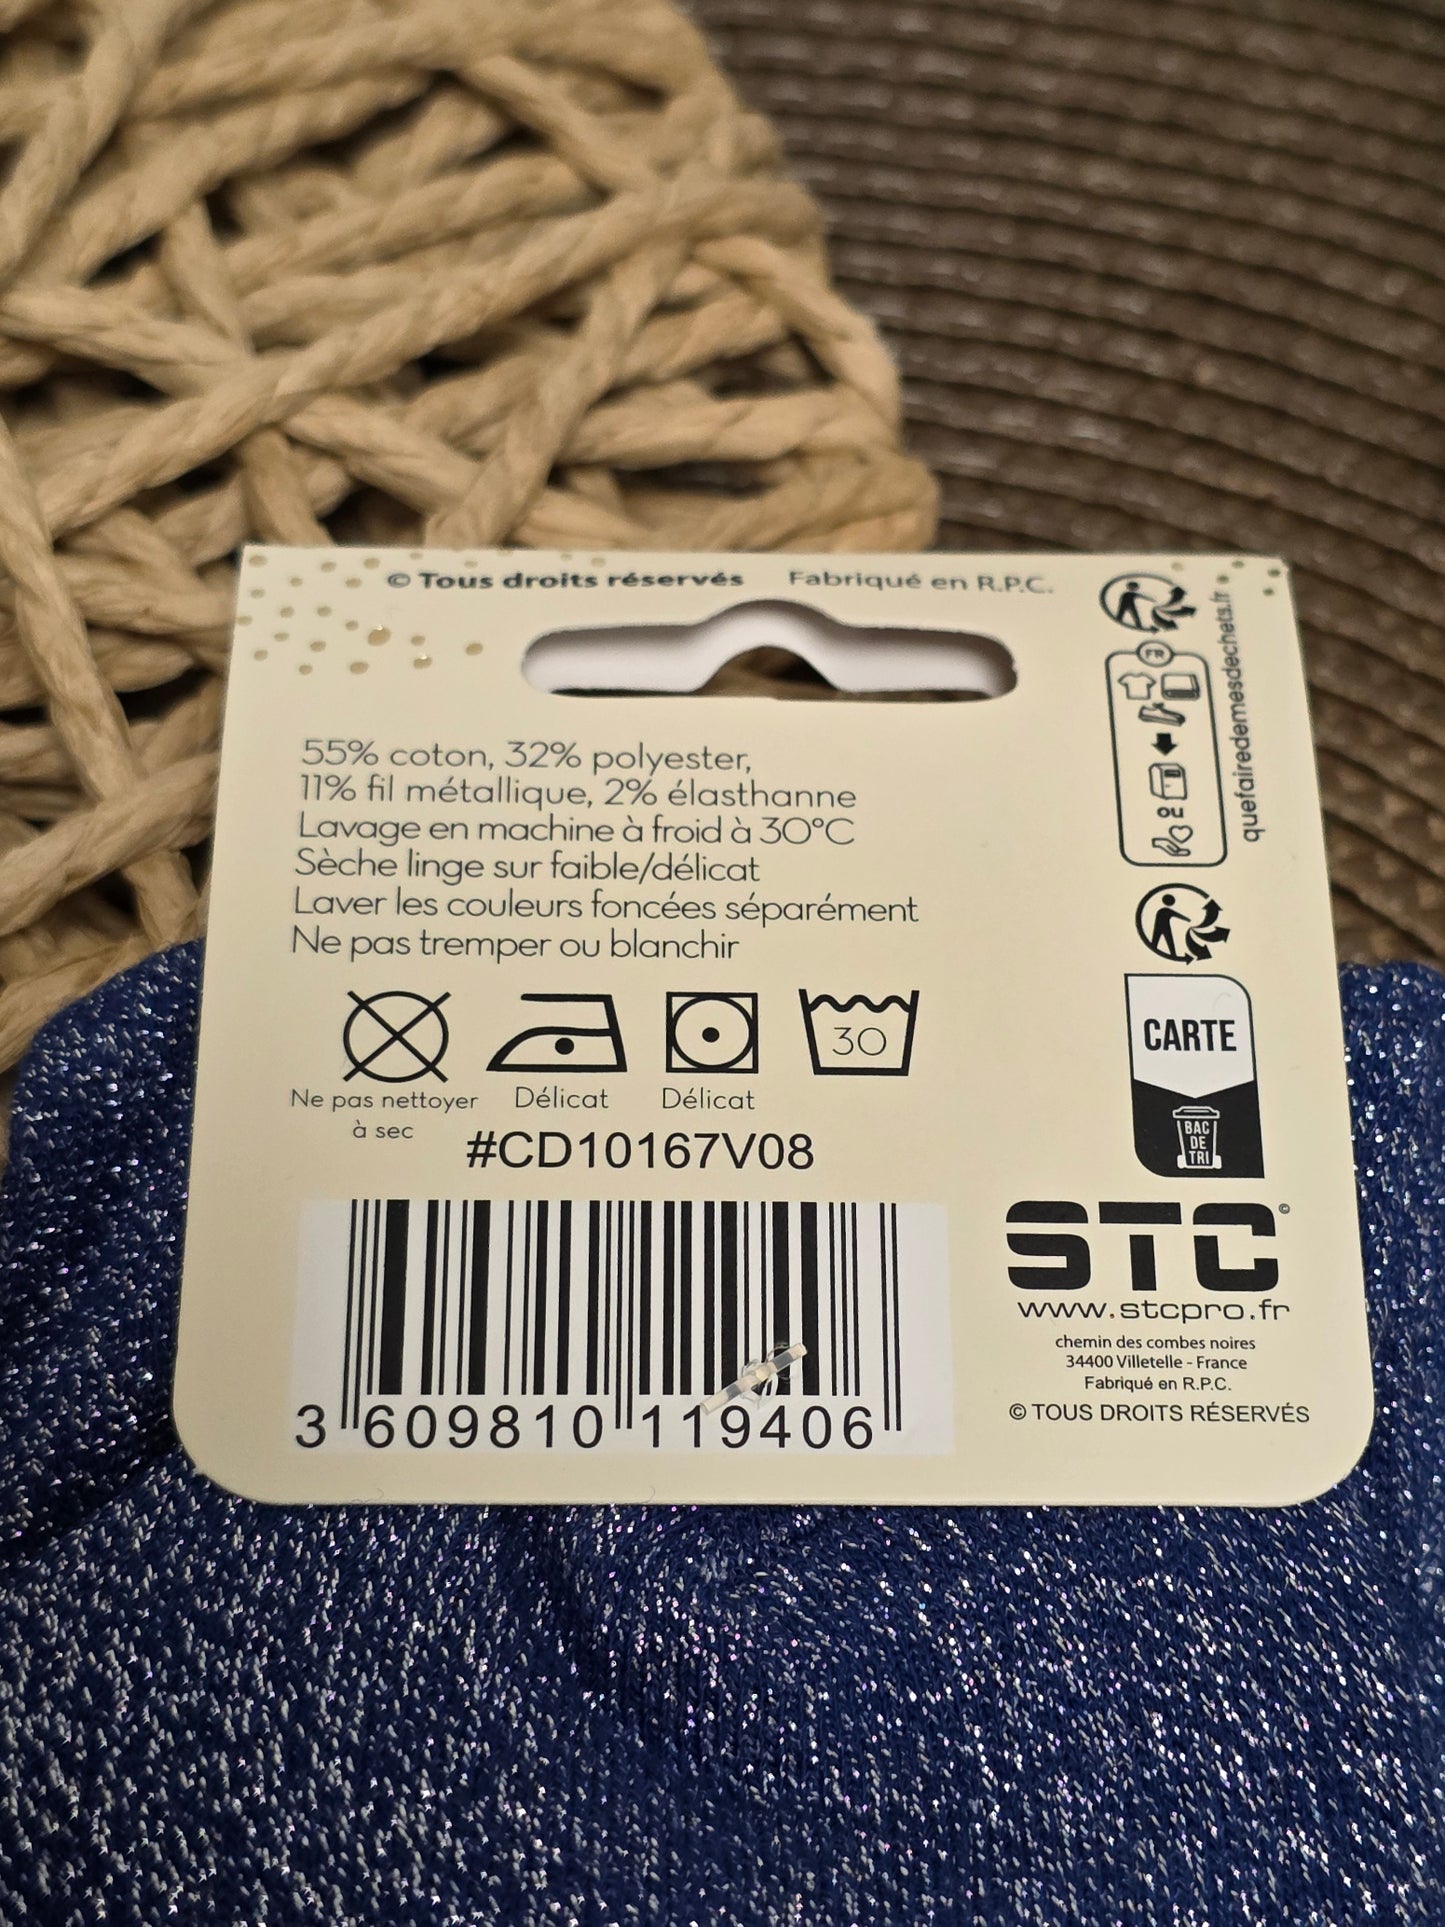 © Tous droits réservés Fabriqué en R.P.C.
55% coton, 32% polyester,
11% fil métallique, 2% élasthanne
Lavage en machine à froid à 30°C
Sèche linge sur faible/délicat
Laver les couleurs foncées séparément
Ne pas tremper ou blanchir
30
Ne pas nettoyer
à sec
Délicat
Délicat
#CD10167V08
3 609810 119406
FR
OU
quefairedemesdechets.fr
CARTE
BAC
DE
TRI
STC©
www.stcpro.fr
chemin des combes noires
34400 Villetelle - France
Fabriqué en R.P.C.
© TOUS DROITS RÉSERVÉS